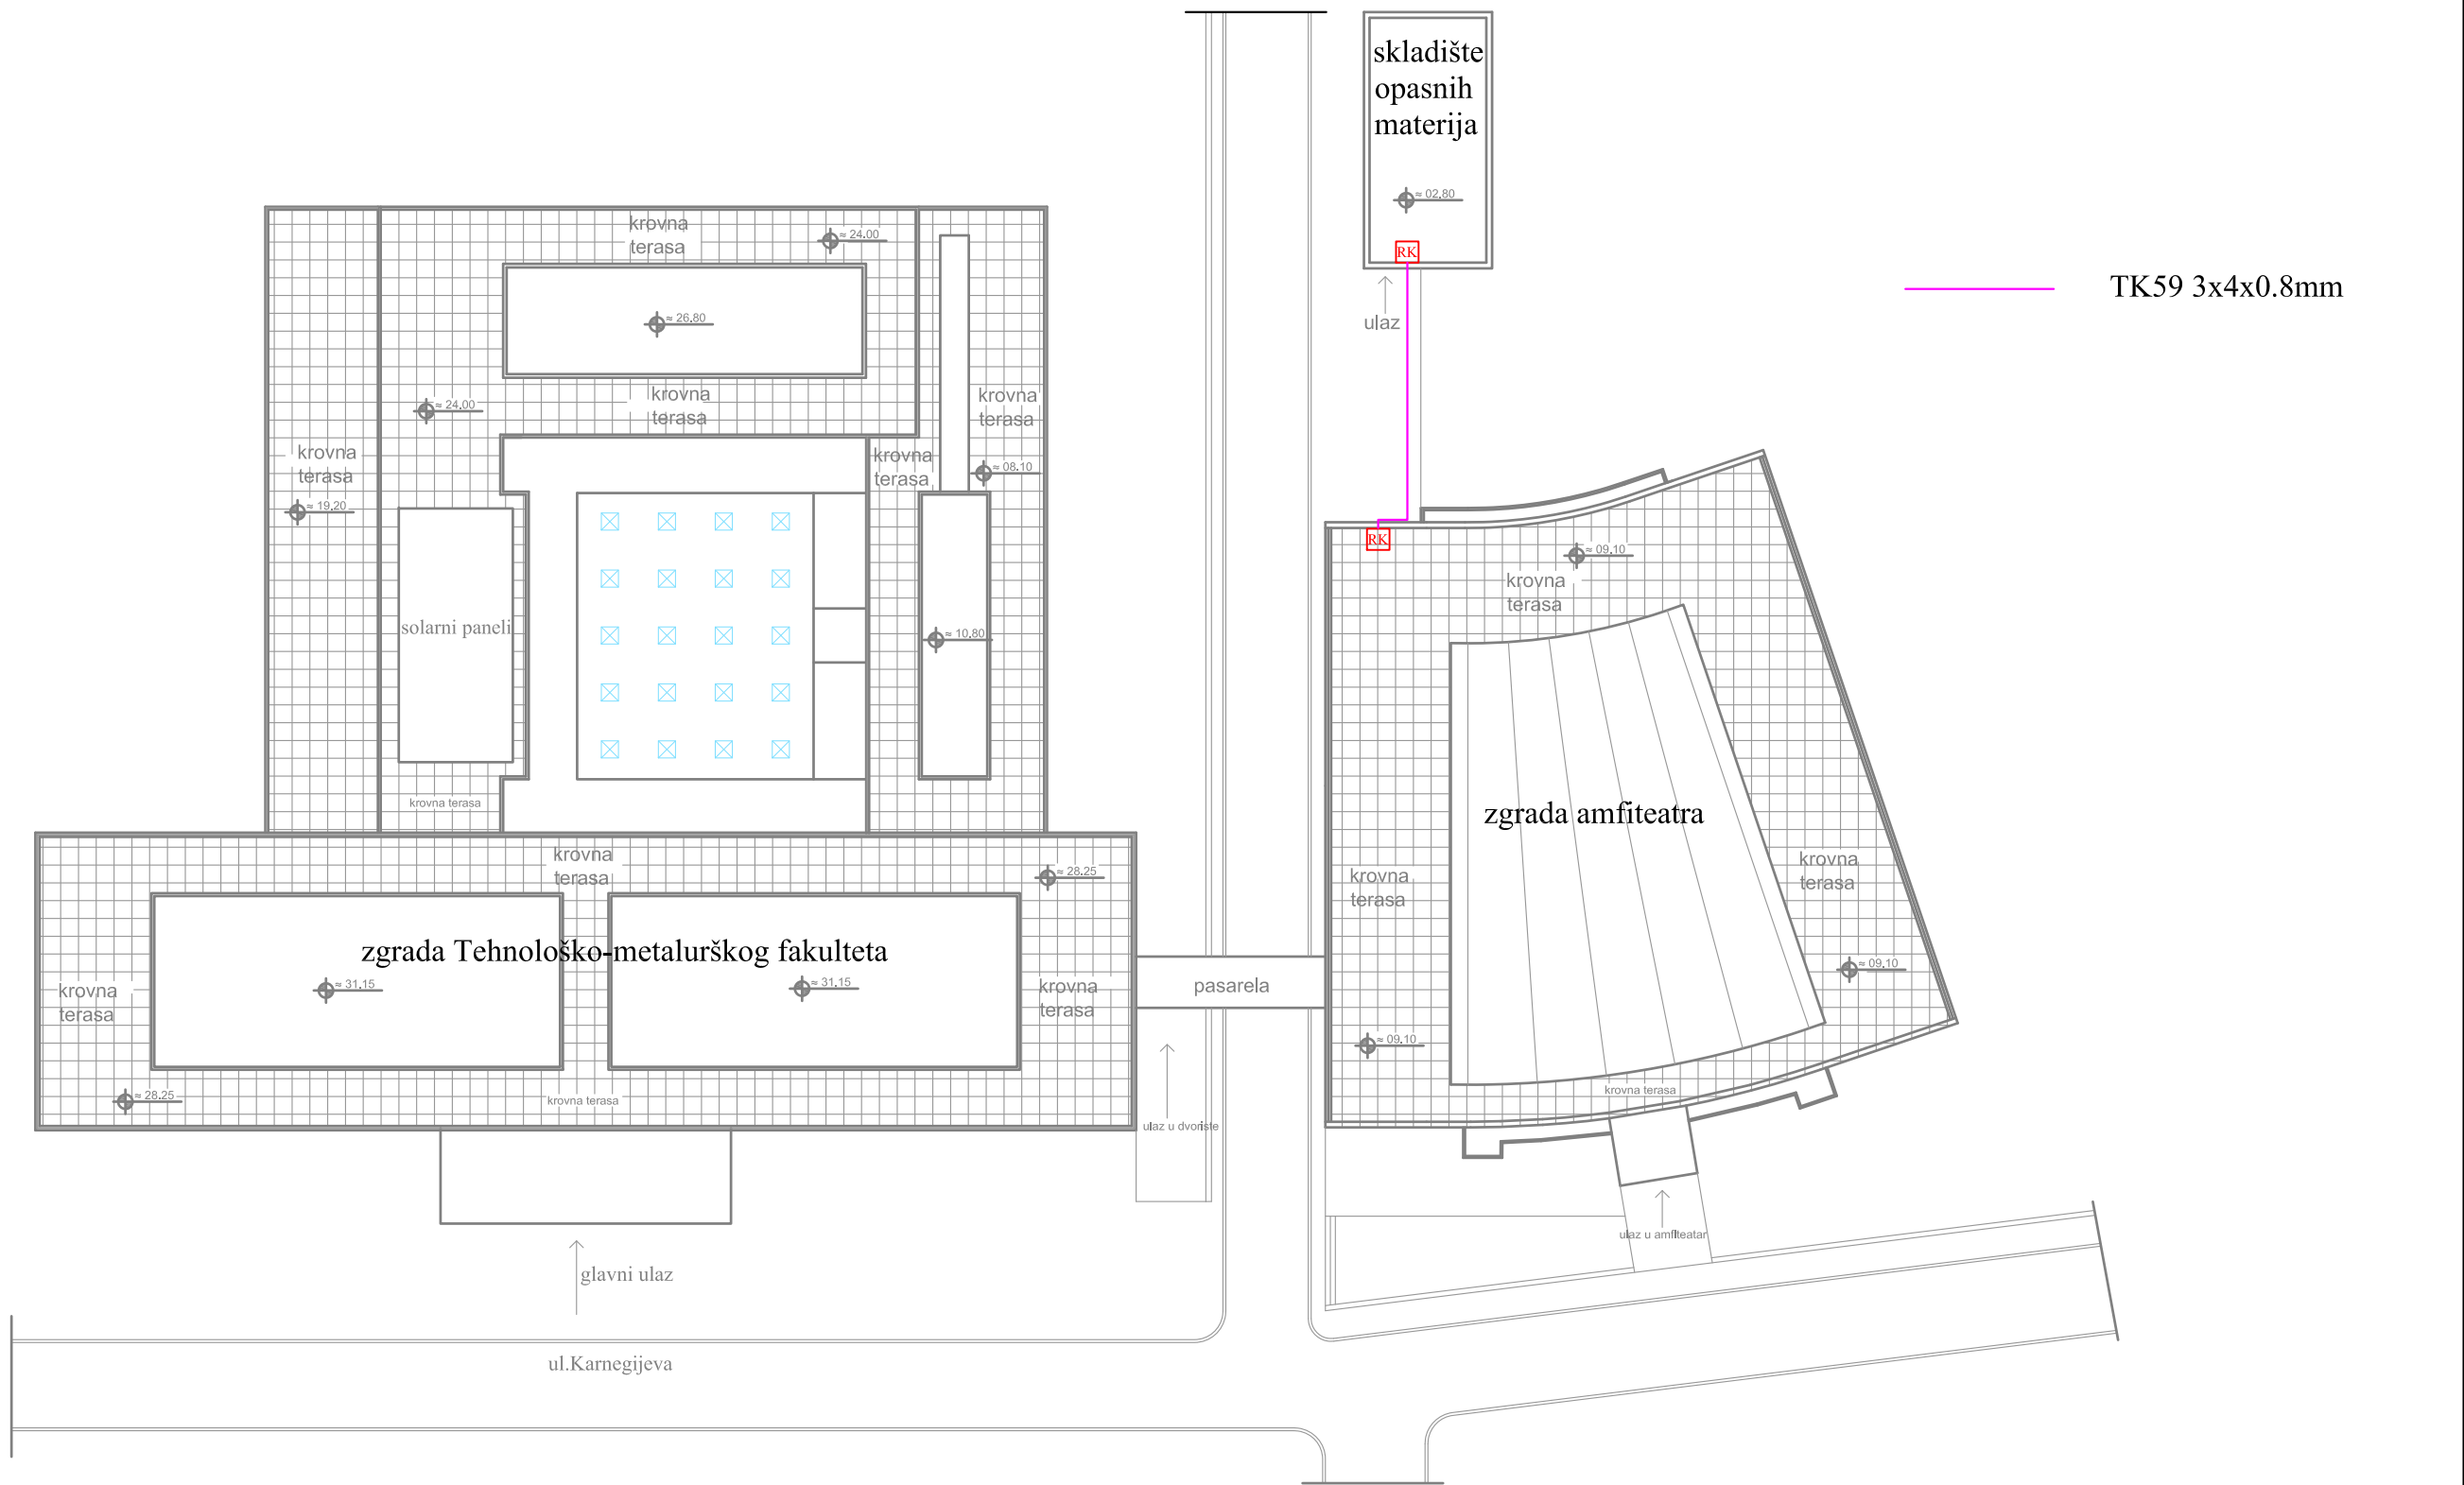 skladište
opasnih
materija
≈ 02.80
RK
ulaz
TK59 3x4x0.8mm
krovna
terasa
≈ 24.00
≈ 26.80
krovna
terasa
≈ 24.00
krovna
terasa
≈ 19.20
krovna
terasa
krovna
terasa
≈ 08.10
RK
≈ 09.10
krovna
terasa
solarni paneli
≈ 10.80
krovna terasa
zgrada amfiteatra
krovna
terasa
≈ 28.25
krovna
terasa
krovna
terasa
zgrada Tehnološko-metalurškog fakulteta
≈ 31.15
≈ 31.15
krovna
terasa
krovna
terasa
pasarela
≈ 09.10
≈ 09.10
≈ 28.25
krovna terasa
krovna terasa
ulaz u dvoriste
ulaz u amfiteatar
glavni ulaz
ul.Karnegijeva